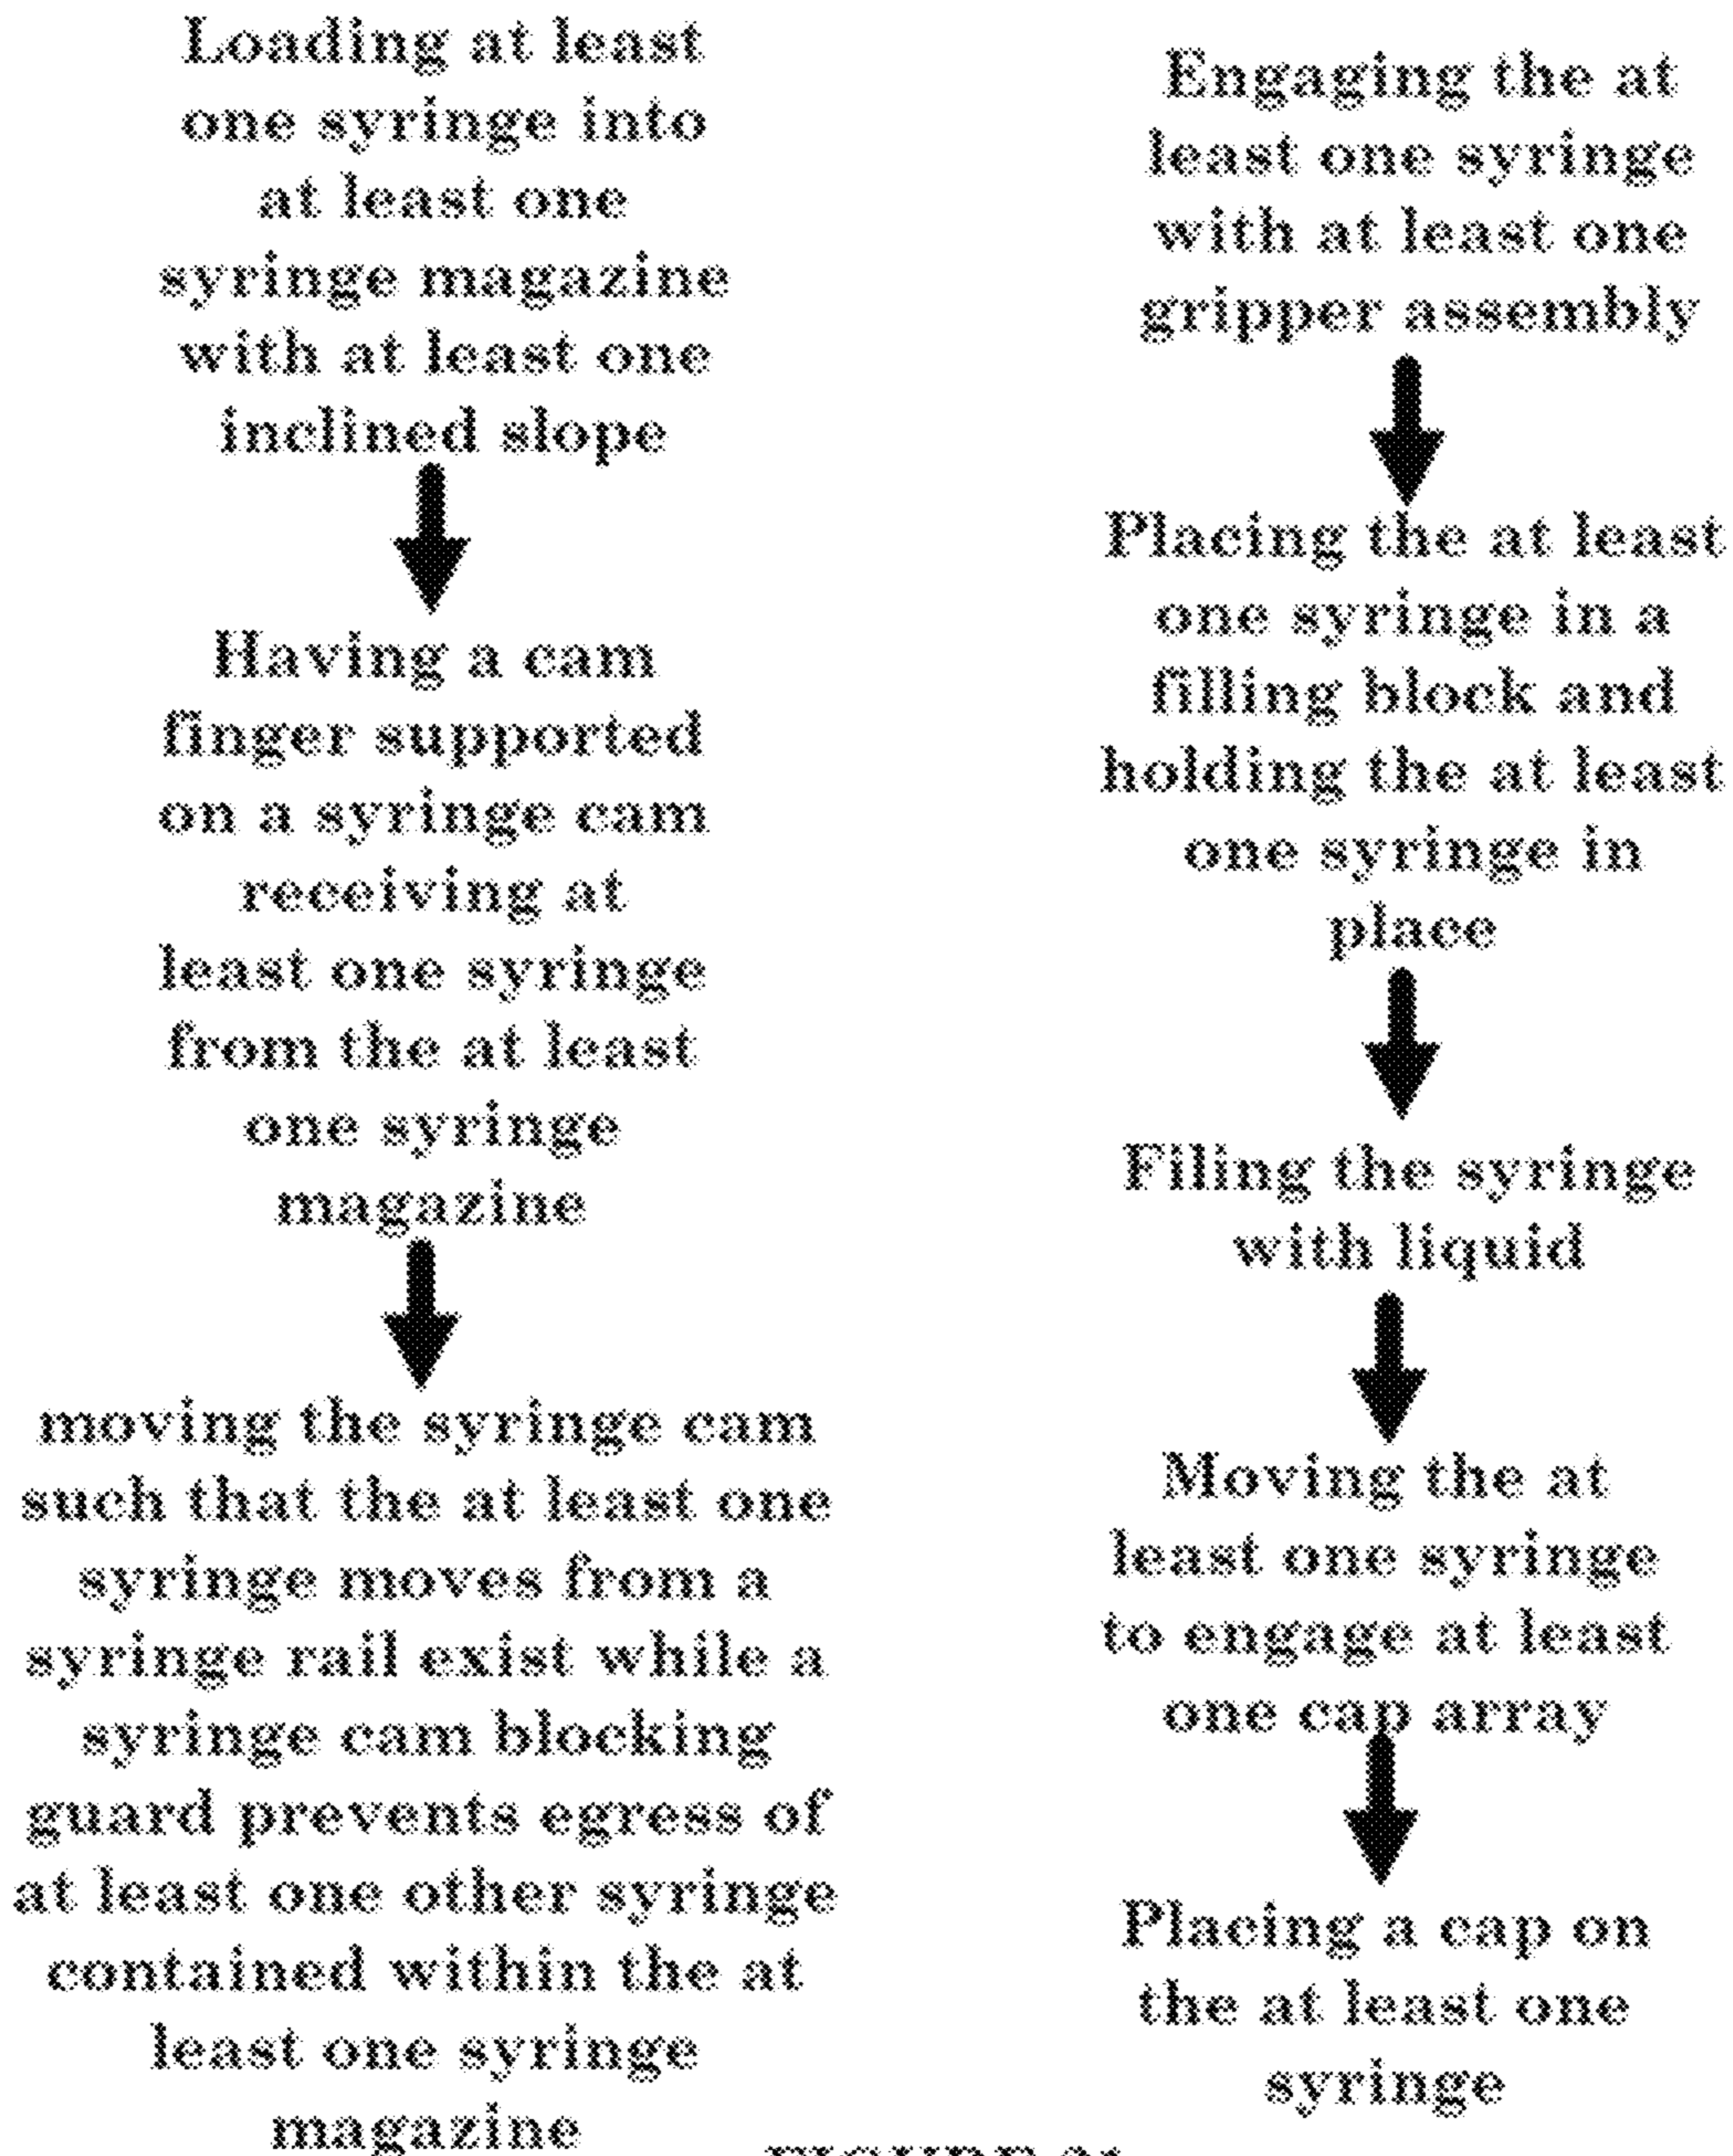 Loading at least
one syringe into
at least one
syringe magazine
with at least one
inclined slope
Having a cam
finger supported
on a syringe cam
receiving at
least one syringe
from the at least
one syringe
magazine
moving the syringe cam
such that the at least one
syringe moves from a
syringe rail exist while a
syringe cam blocking
guard prevents egress of
at least one other syringe
contained within the at
least one syringe
magazine
Engaging the at
least one syringe
with at least one
gripper assembly
Placing the at least
one syringe in a
filling block and
holding the at least
one syringe in
place
Filing the syringe
with liquid
Moving the at
least one syringe
to engage at least
one cap array
Placing a cap on
the at least one
syringe
FIGURE